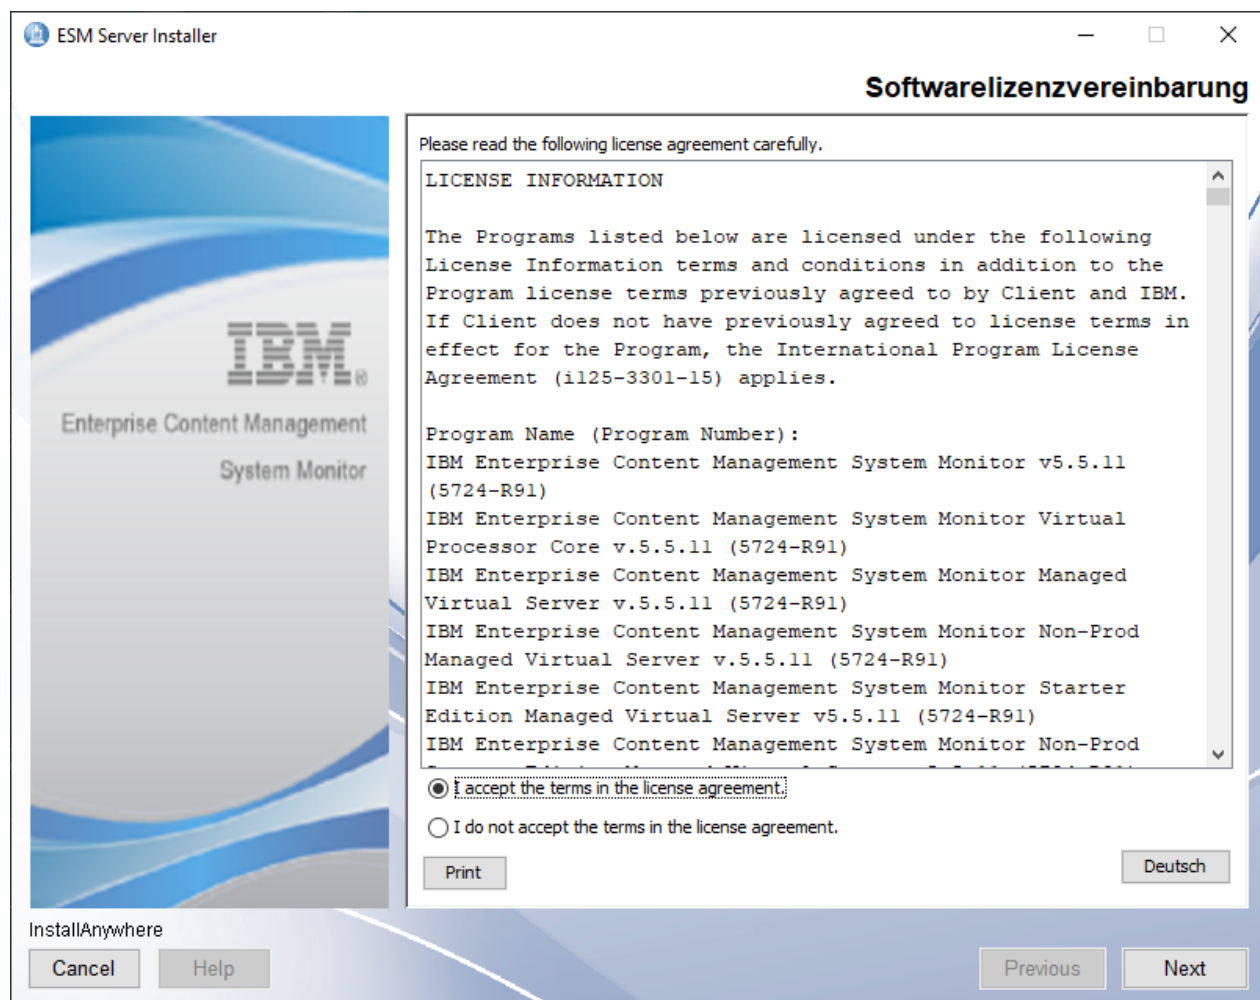 ESM Server Installer
Softwarelizenzvereinbarung
IBM®
Enterprise Content Management
System Monitor
Please read the following license agreement carefully.
LICENSE INFORMATION
The Programs listed below are licensed under the following
License Information terms and conditions in addition to the
Program license terms previously agreed to by Client and IBM.
If Client does not have previously agreed to license terms in
effect for the Program, the International Program License
Agreement (i125-3301-15) applies.
Program Name (Program Number):
IBM Enterprise Content Management System Monitor v5.5.11
(5724-R91)
IBM Enterprise Content Management System Monitor Virtual
Processor Core v.5.5.11 (5724-R91)
IBM Enterprise Content Management System Monitor Managed
Virtual Server v.5.5.11 (5724-R91)
IBM Enterprise Content Management System Monitor Non-Prod
Managed Virtual Server v.5.5.11 (5724-R91)
IBM Enterprise Content Management System Monitor Starter
Edition Managed Virtual Server v5.5.11 (5724-R91)
IBM Enterprise Content Management System Monitor Non-Prod
I accept the terms in the license agreement.
I do not accept the terms in the license agreement.
Print
Deutsch
InstallAnywhere
Cancel
Help
Previous
Next